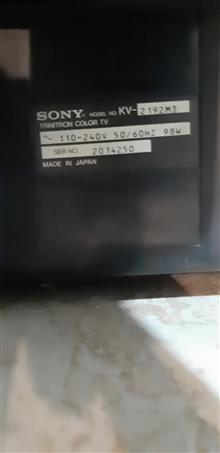 SONY. MODEL NO. KV-2192M3
TRINITRON COLOR TV
~ 110-240V 50/60HZ 98W
SER NO. 2014250
MADE IN JAPAN